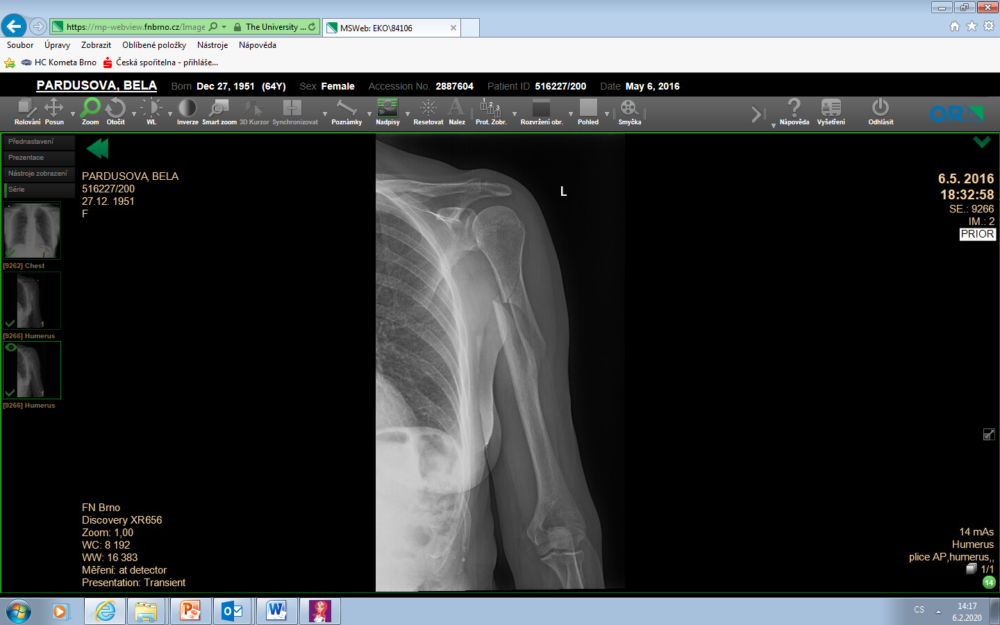 https://mp-webview.fnbrno.cz/Image
The University ...
MSWeb: EKO\84106
Soubor Úpravy Zobrazit Oblíbené položky Nástroje Nápověda
HC Kometa Brno Česká spořitelna - přihláše...
PARDUSOVA, BELA Born Dec 27, 1951 (64Y) Sex Female Accession No. 2887604 Patient ID 516227/200 Date May 6, 2016
Rolování Posun Zoom Otočit WL Inverze Smart zoom 3D Kurzor Synchronizovat Poznámky Nadpisy Resetovat Nalez Prot. Zobr. Rozvržení obr. Pohled Smyčka Nápověda Vyšetření Odhlásit
Přednastavení
Prezentace
Nástroje zobrazení
Série
1
[9262] Chest
1
[9266] Humerus
1
[9266] Humerus
PARDUSOVA, BELA
516227/200
27.12. 1951
F
L
6.5. 2016
18:32:58
SE.: 9266
IM.: 2
PRIOR
FN Brno
Discovery XR656
Zoom: 1,00
WC: 8 192
WW: 16 383
Měření: at detector
Presentation: Transient
14 mAs
Humerus
plice AP,humerus,,
1/1
14
CS
14:17
6.2.2020